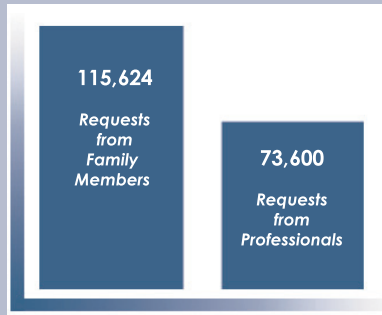 115,624
Requests
from
Family
Members
73,600
Requests
from
Professionals